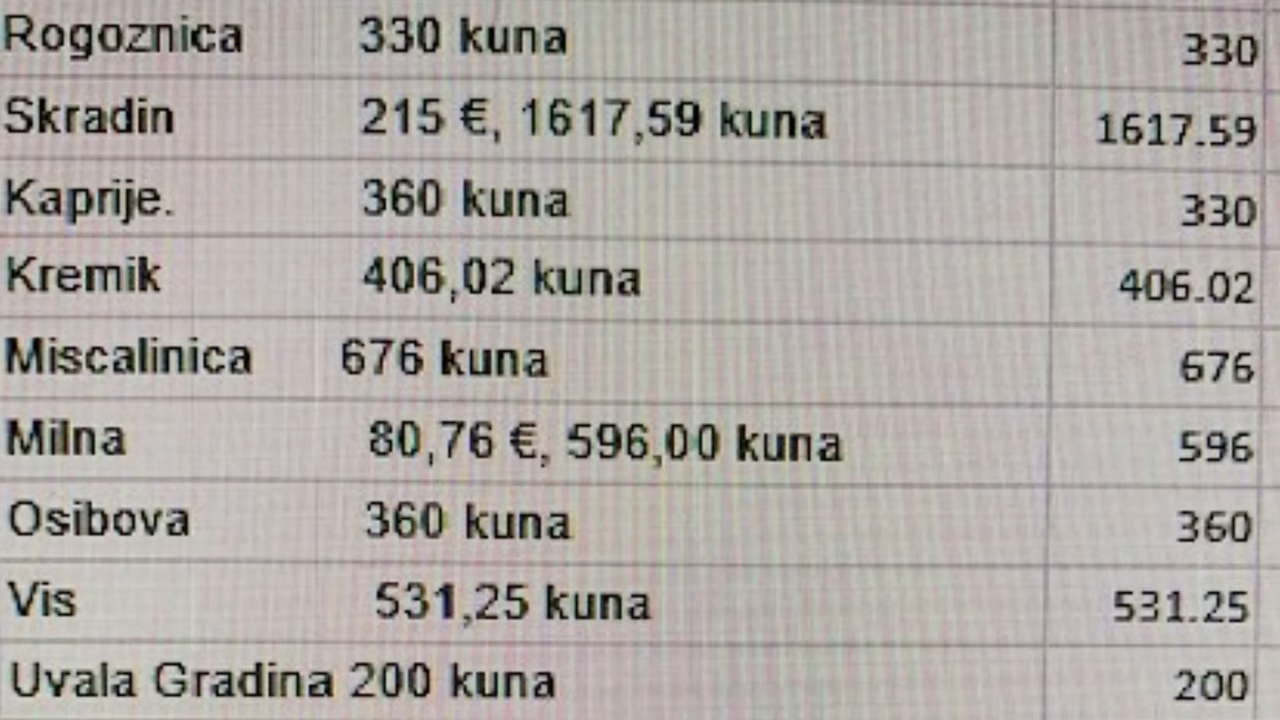 Rogoznica 330 kuna 330
Skradin 215 €, 1617,59 kuna 1617.59
Kaprije. 360 kuna 330
Kremik 406,02 kuna 406.02
Miscalinica 676 kuna 676
Milna 80,76 €, 596,00 kuna 596
Osibova 360 kuna 360
Vis 531,25 kuna 531.25
Uvala Gradina 200 kuna 200